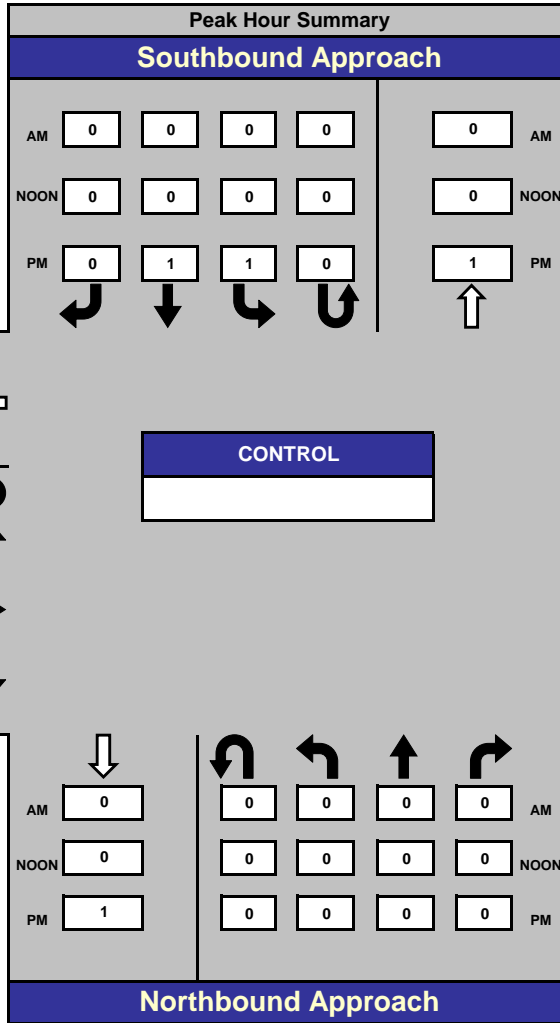 Peak Hour Summary
Southbound Approach
AM 0 0 0 0 0 AM
NOON 0 0 0 0 0 NOON
PM 0 1 1 0 1 PM
CONTROL
AM 0 0 0 0 0 AM
NOON 0 0 0 0 0 NOON
PM 1 0 0 0 0 PM
Northbound Approach